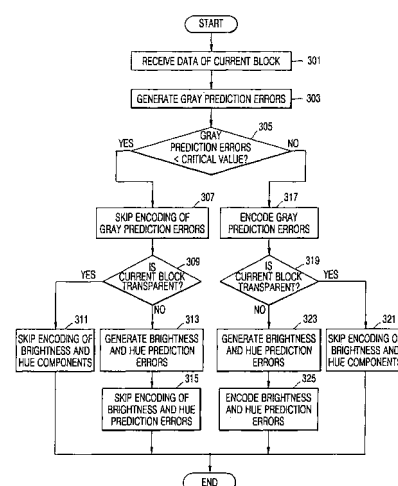 START
RECEIVE DATA OF CURRENT BLOCK
301
GENERATE GRAY PREDICTION ERRORS
303
305
GRAY
PREDICTION ERRORS
< CRITICAL VALUE?
YES
NO
307
SKIP ENCODING OF
GRAY PREDICTION ERRORS
317
ENCODE GRAY
PREDICTION ERRORS
309
IS
CURRENT BLOCK
TRANSPARENT?
YES
NO
319
IS
CURRENT BLOCK
TRANSPARENT?
YES
NO
311
SKIP ENCODING OF
BRIGHTNESS AND
HUE COMPONENTS
313
GENERATE BRIGHTNESS
AND HUE PREDICTION
ERRORS
323
GENERATE BRIGHTNESS
AND HUE PREDICTION
ERRORS
321
SKIP ENCODING OF
BRIGHTNESS AND
HUE COMPONENTS
315
SKIP ENCODING OF
BRIGHTNESS AND HUE
PREDICTION ERRORS
325
ENCODE BRIGHTNESS
AND HUE PREDICTION
ERRORS
END